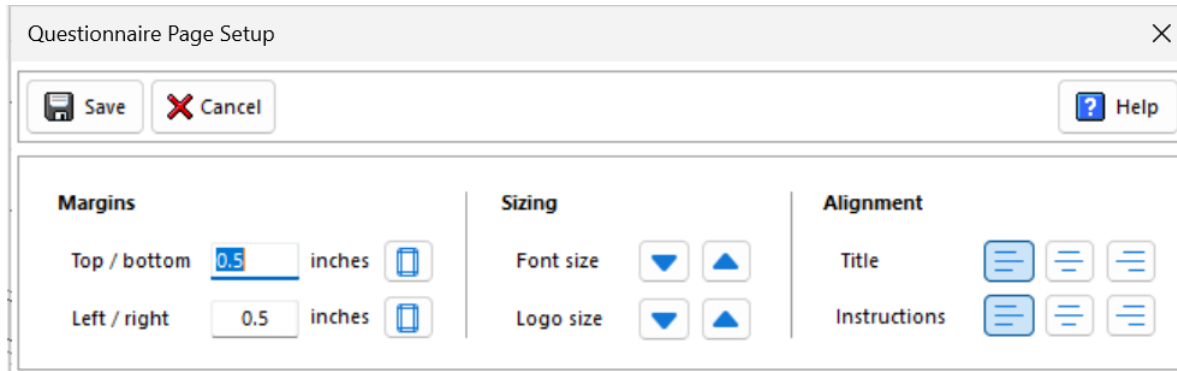 Questionnaire Page Setup
Save Cancel ? Help
Margins Sizing Alignment
Top / bottom 0.5 inches Font size Title
Left / right 0.5 inches Logo size Instructions